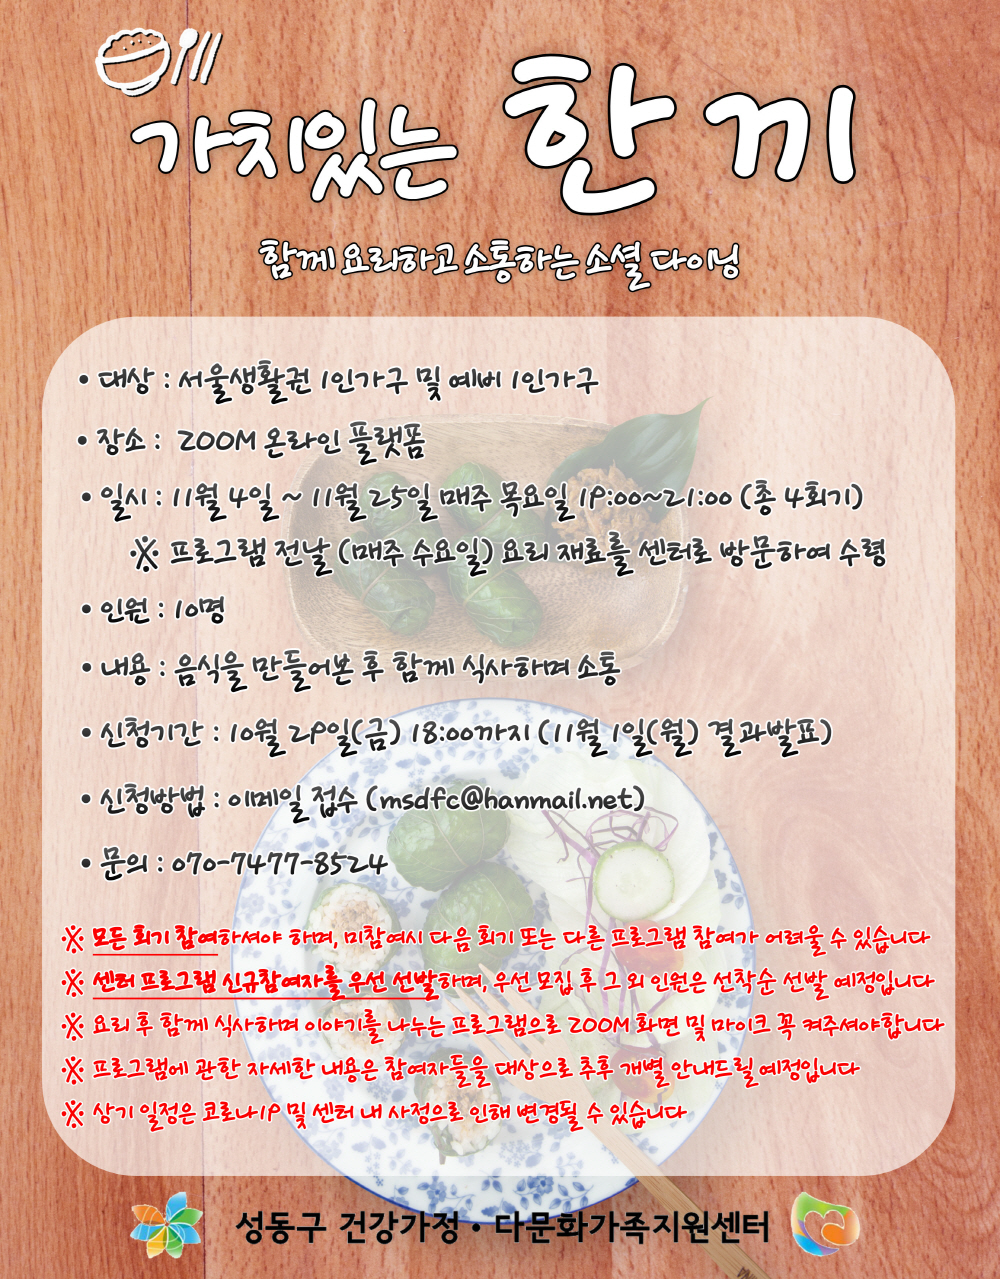 가치있는 한 끼
함께 요리하고 소통하는 소셜 다이닝
• 대상 : 서울생활권 1인가구 및 예비 1인가구
• 장소 : ZOOM 온라인 플랫폼
• 일시 : 11월 4일 ~ 11월 25일 매주 목요일 19:00~21:00 (총 4회기)
※ 프로그램 전날 (매주 수요일) 요리 재료를 센터로 방문하여 수령
• 인원 : 10명
• 내용 : 음식을 만들어본 후 함께 식사하며 소통
• 신청기간 : 10월 29일(금) 18:00까지 (11월 1일(월) 결과발표)
• 신청방법 : 이메일 접수 (msdfc@hanmail.net)
• 문의 : 070-7477-8524
※ 모든 회기 참여하셔야 하며, 미참여시 다음 회기 또는 다른 프로그램 참여가 어려울 수 있습니다
※ 센터 프로그램 신규참여자를 우선 선발하며, 우선 모집 후 그 외 인원은 선착순 선발 예정입니다
※ 요리 후 함께 식사하며 이야기를 나누는 프로그램으로 ZOOM 화면 및 마이크 꼭 켜주셔야합니다
※ 프로그램에 관한 자세한 내용은 참여자들을 대상으로 추후 개별 안내드릴 예정입니다
※ 상기 일정은 코로나19 및 센터 내 사정으로 인해 변경될 수 있습니다
성동구 건강가정 • 다문화가족지원센터